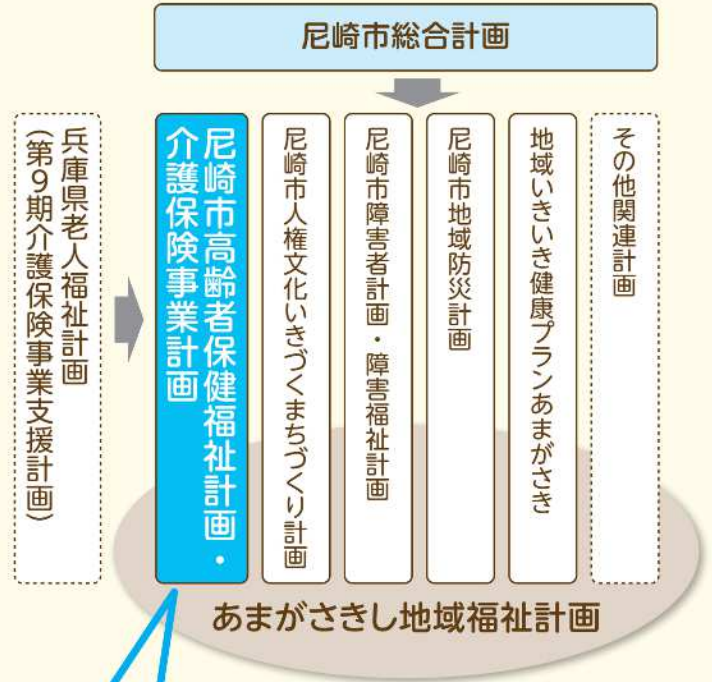 尼崎市総合計画
兵庫県老人福祉計画
（第9期介護保険事業支援計画）
尼崎市高齢者保健福祉計画・
介護保険事業計画
尼崎市人権文化いきづくまちづくり計画
尼崎市障害者計画・障害福祉計画
尼崎市地域防災計画
地域いきいき健康プランあまがさき
その他関連計画
あまがさきし地域福祉計画